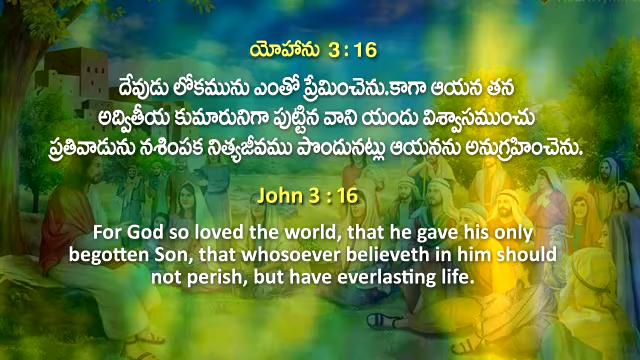 యోహాను 3:16
దేవుడు లోకమును ఎంతో ప్రేమించెను.కాగా ఆయన తన
అద్వితీయ కుమారునిగా పుట్టిన వాని యందు విశ్వాసముంచు
ప్రతివాడును నశింపక నిత్యజీవము పొందునట్లు ఆయనను అనుగ్రహించెను.
John 3 : 16
For God so loved the world, that he gave his only
begotten Son, that whosoever believeth in him should
not perish, but have everlasting life.